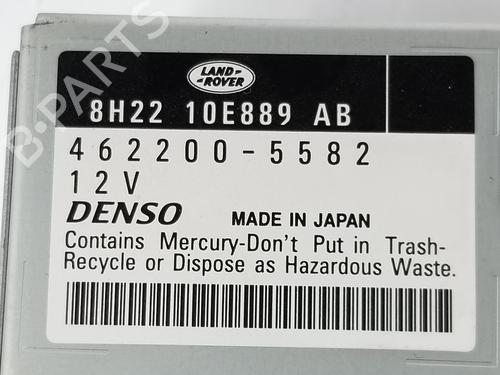 LAND-
ROVER
8H22 10E889 AB
462200-5582
12V
DENSO MADE IN JAPAN
Contains Mercury-Don't Put in Trash-
Recycle or Dispose as Hazardous Waste.
B-PARTS